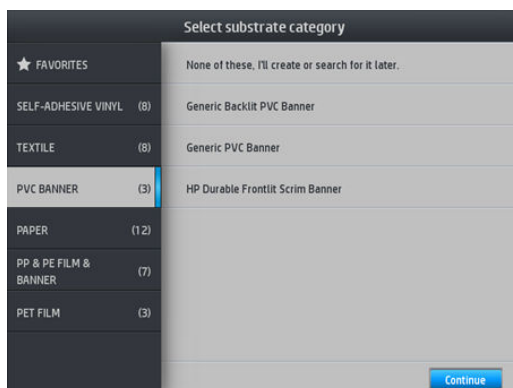 Select substrate category
FAVORITES
SELF-ADHESIVE VINYL (8)
TEXTILE (8)
PVC BANNER (3)
PAPER (12)
PP & PE FILM &
BANNER (7)
PET FILM (3)
None of these, I'll create or search for it later.
Generic Backlit PVC Banner
Generic PVC Banner
HP Durable Frontlit Scrim Banner
Continue